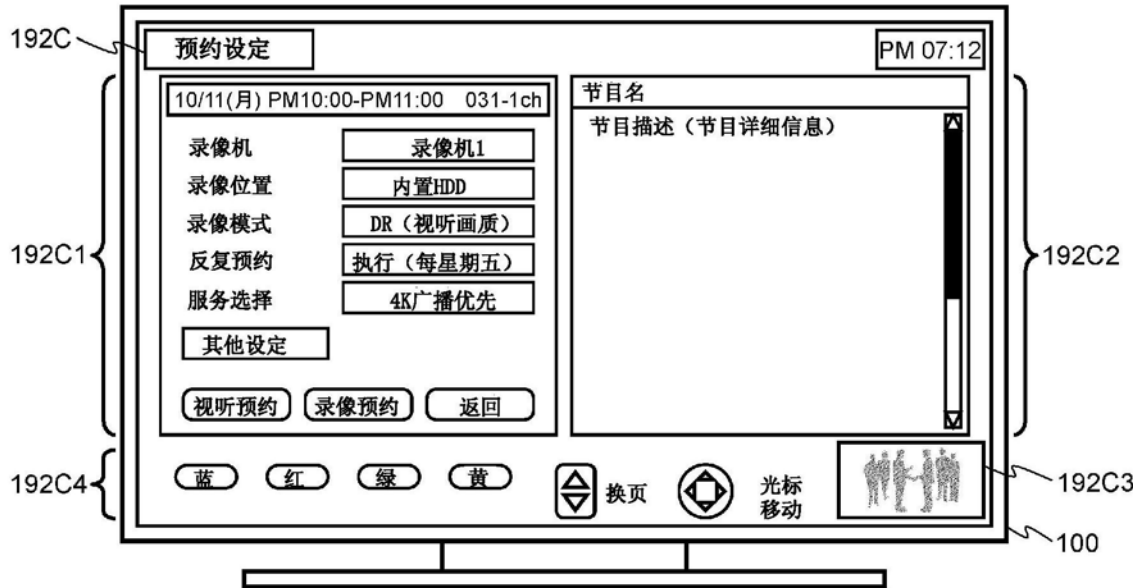 192C
预约设定
PM 07:12
192C1
10/11(月) PM10:00-PM11:00 031-1ch
录像机 录像机1
录像位置 内置HDD
录像模式 DR（视听画质）
反复预约 执行（每星期五）
服务选择 4K广播优先
其他设定
视听预约 录像预约 返回
节目名
节目描述（节目详细信息）
192C2
192C4
蓝 红 绿 黄
换页
光标
移动
192C3
100